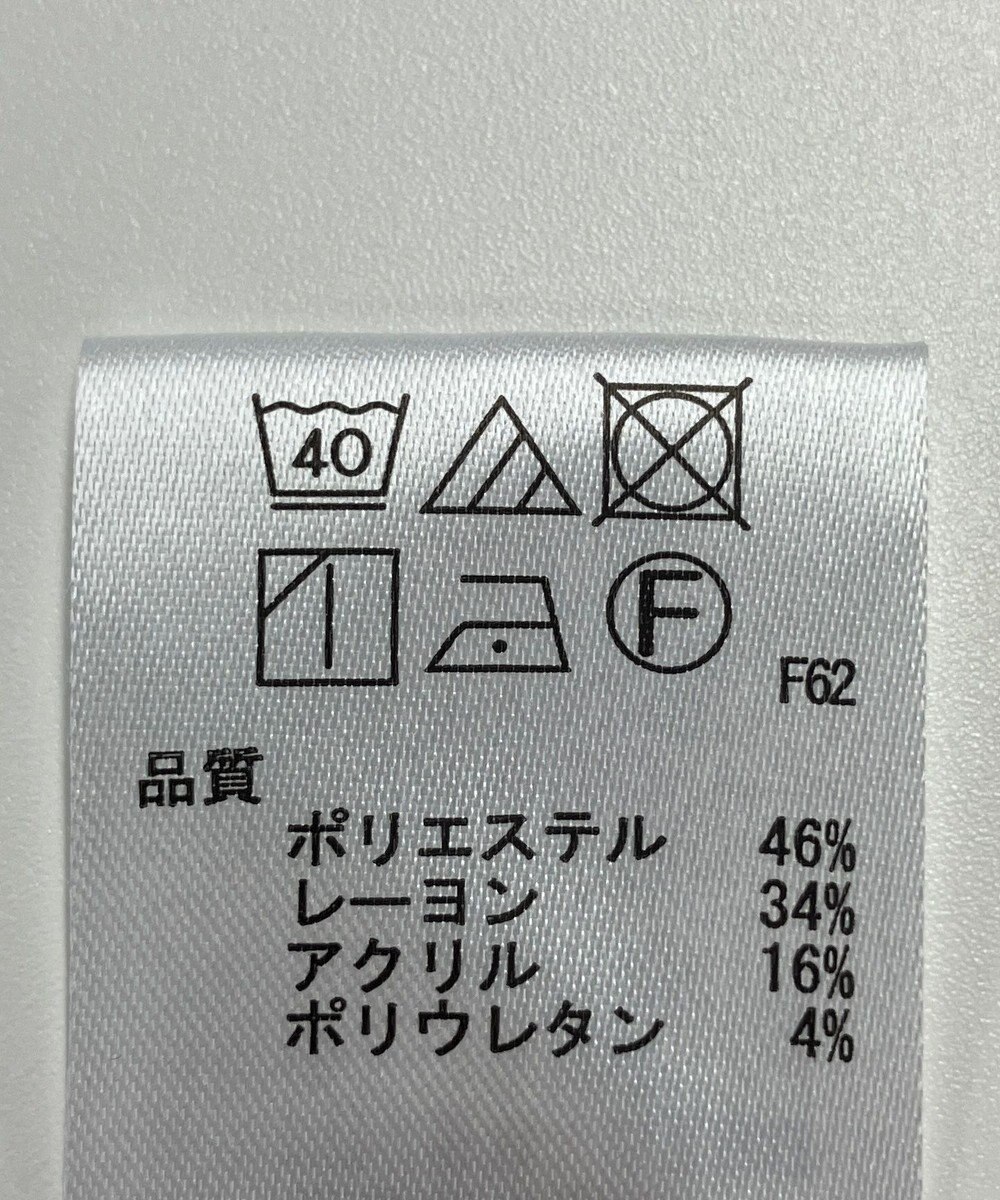 40
F
F62
品質
ポリエステル 46%
レーヨン 34%
アクリル 16%
ポリウレタン 4%